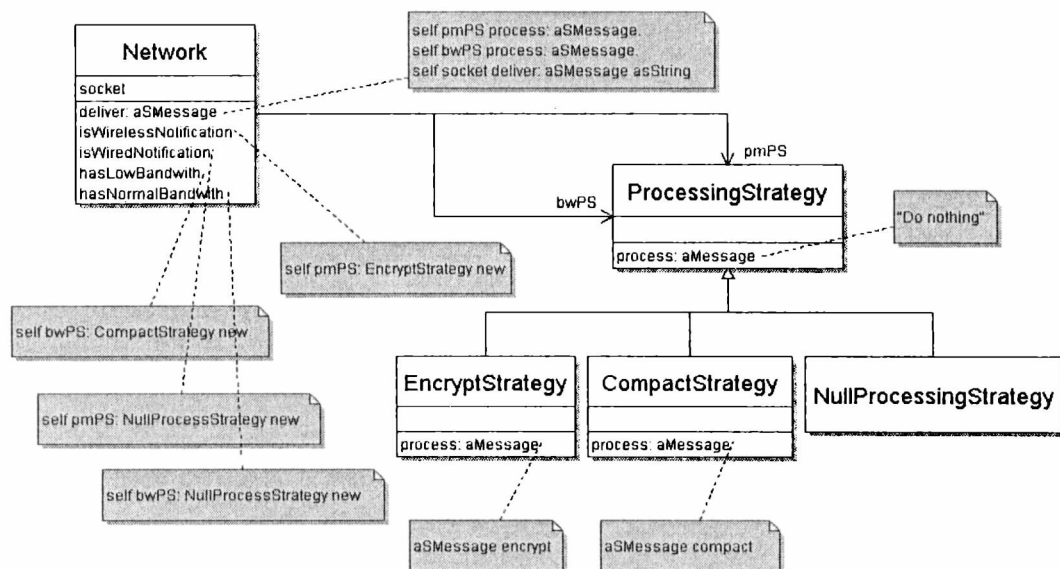 Network
socket
deliver: aSMessage
isWirelessNotification
isWiredNotification
hasLowBandwith
hasNormalBandwith
self pmPS process: aSMessage.
self bwPS process: aSMessage.
self socket deliver: aSMessage asString
pmPS
bwPS
ProcessingStrategy
process: aMessage
"Do nothing"
self pmPS: EncryptStrategy new
self bwPS: CompactStrategy new
self pmPS: NullProcessStrategy new
self bwPS: NullProcessStrategy new
EncryptStrategy
process: aMessage
CompactStrategy
process: aMessage
NullProcessingStrategy
aSMessage encrypt
aSMessage compact